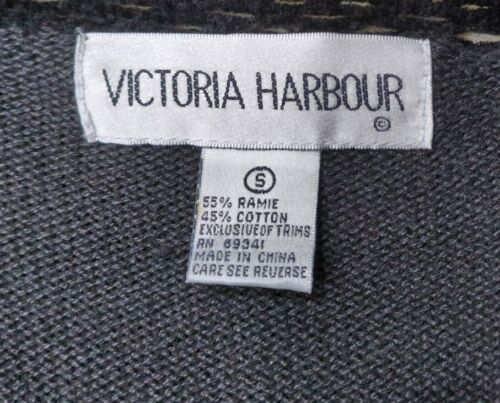 VICTORIA HARBOUR
©
S
55% RAMIE
45% COTTON
EXCLUSIVE OF TRIMS
RN 69341
MADE IN CHINA
CARE SEE REVERSE